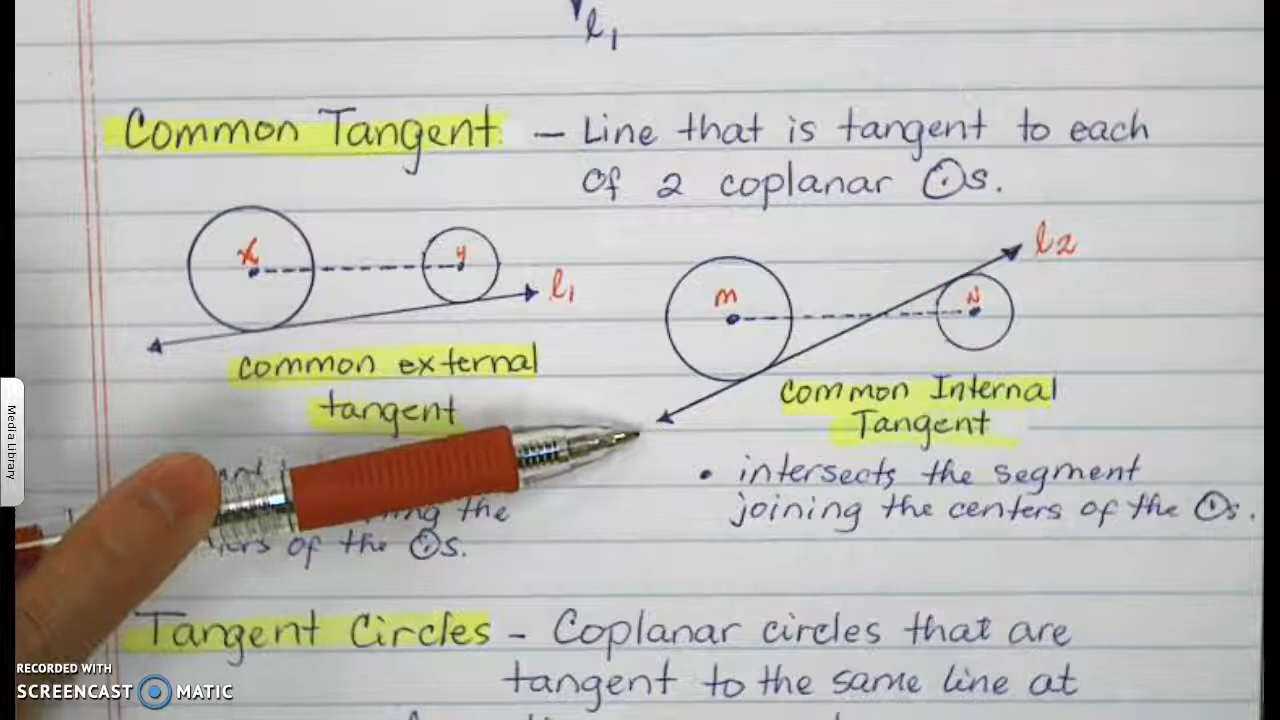 l1
Common Tangent – Line that is tangent to each
of 2 coplanar ⊙s.
X
Y
l1
common external
tangent
M
N
l2
Common Internal
Tangent
the
of the ⊙s.
• intersects the segment
joining the centers of the ⊙s.
Tangent Circles – Coplanar circles that are
tangent to the same line at
Media Library
RECORDED WITH
SCREENCAST MATIC